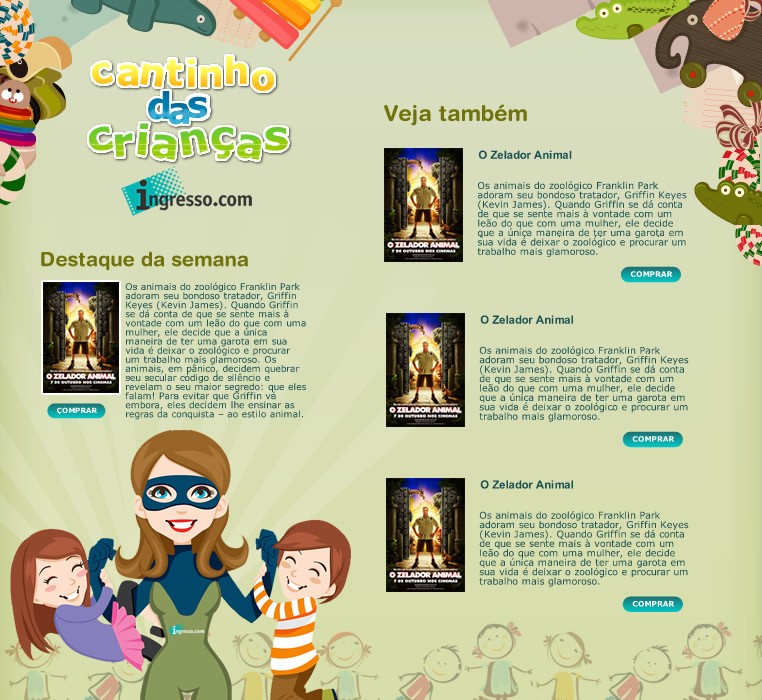 cantinho
das
crianças
ingresso.com
Destaque da semana
Os animais do zoológico Franklin Park
adoram seu bondoso tratador, Griffin
Keyes (Kevin James). Quando Griffin
se dá conta de que se sente mais à
vontade com um leão do que com uma
mulher, ele decide que a única
maneira de ter uma garota em sua
vida é deixar o zoológico e procurar
um trabalho mais glamoroso. Os
animais, em pânico, decidem quebrar
seu secular código de silêncio e
revelam o seu maior segredo: que eles
falam! Para evitar que Griffin vá
embora, eles decidem lhe ensinar as
regras da conquista – ao estilo animal.
O ZELADOR ANIMAL
7 DE OUTUBRO NOS CINEMAS
COMPRAR
ingresso.com
Veja também
O ZELADOR ANIMAL
7 DE OUTUBRO NOS CINEMAS
O Zelador Animal
Os animais do zoológico Franklin Park
adoram seu bondoso tratador, Griffin Keyes
(Kevin James). Quando Griffin se dá conta
de que se sente mais à vontade com um
leão do que com uma mulher, ele decide
que a única maneira de ter uma garota em
sua vida é deixar o zoológico e procurar um
trabalho mais glamoroso.
COMPRAR
O ZELADOR ANIMAL
7 DE OUTUBRO NOS CINEMAS
O Zelador Animal
Os animais do zoológico Franklin Park
adoram seu bondoso tratador, Griffin Keyes
(Kevin James). Quando Griffin se dá conta
de que se sente mais à vontade com um
leão do que com uma mulher, ele decide
que a única maneira de ter uma garota em
sua vida é deixar o zoológico e procurar um
trabalho mais glamoroso.
COMPRAR
O ZELADOR ANIMAL
7 DE OUTUBRO NOS CINEMAS
O Zelador Animal
Os animais do zoológico Franklin Park
adoram seu bondoso tratador, Griffin Keyes
(Kevin James). Quando Griffin se dá conta
de que se sente mais à vontade com um
leão do que com uma mulher, ele decide
que a única maneira de ter uma garota em
sua vida é deixar o zoológico e procurar um
trabalho mais glamoroso.
COMPRAR